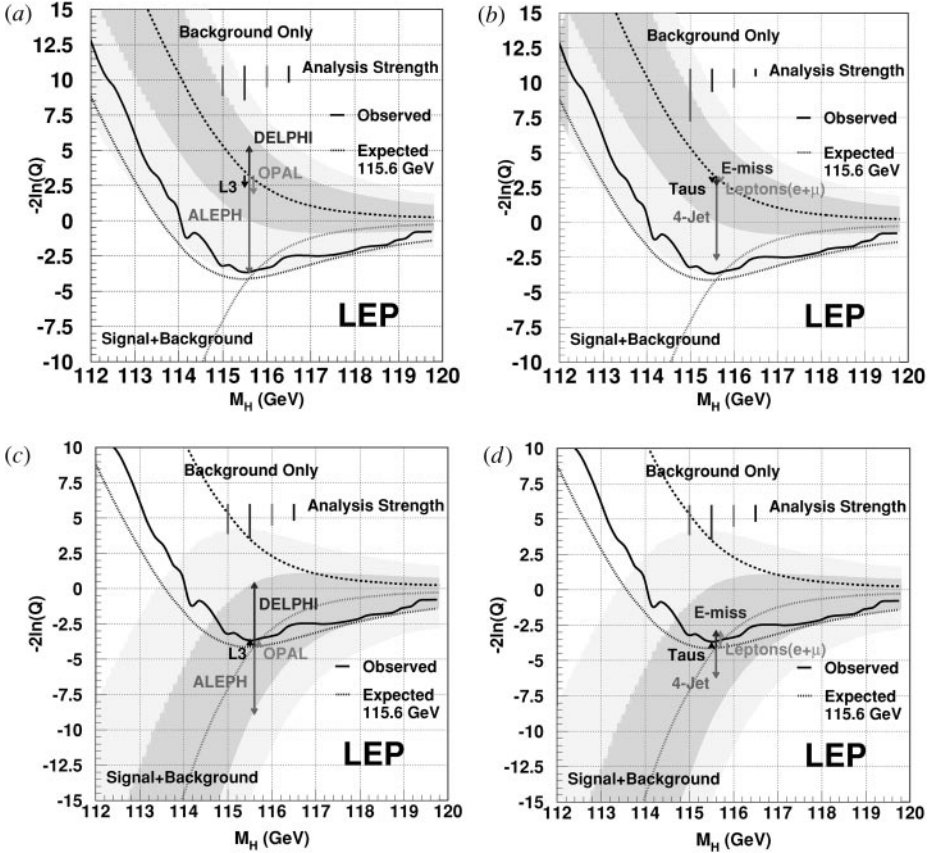 (a)
15
12.5
10
7.5
5
2.5
0
-2.5
-5
-7.5
-10
-2ln(Q)
Background Only
Analysis Strength
Observed
Expected
115.6 GeV
DELPHI
OPAL
L3
ALEPH
LEP
Signal+Background
112 113 114 115 116 117 118 119 120
M_H (GeV)
(b)
15
12.5
10
7.5
5
2.5
0
-2.5
-5
-7.5
-10
-2ln(Q)
Background Only
Analysis Strength
Observed
Expected
115.6 GeV
E-miss
Taus
Leptons(e+μ)
4-Jet
LEP
Signal+Background
112 113 114 115 116 117 118 119 120
M_H (GeV)
(c)
10
7.5
5
2.5
0
-2.5
-5
-7.5
-10
-12.5
-15
-2ln(Q)
Background Only
Analysis Strength
DELPHI
L3
OPAL
ALEPH
Observed
Expected
115.6 GeV
LEP
Signal+Background
112 113 114 115 116 117 118 119 120
M_H (GeV)
(d)
10
7.5
5
2.5
0
-2.5
-5
-7.5
-10
-12.5
-15
-2ln(Q)
Background Only
Analysis Strength
E-miss
Taus
Leptons(e+μ)
4-Jet
Observed
Expected
115.6 GeV
LEP
Signal+Background
112 113 114 115 116 117 118 119 120
M_H (GeV)